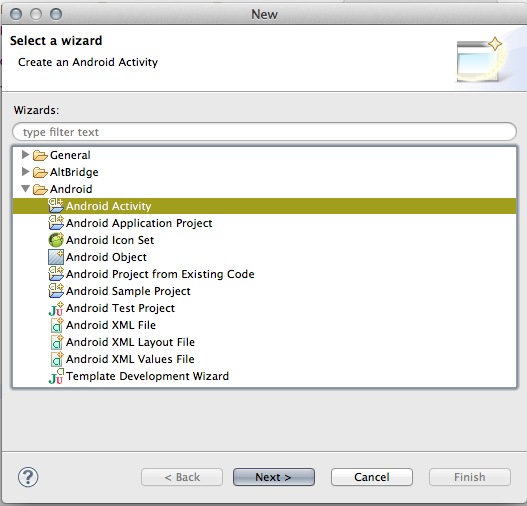 New
Select a wizard
Create an Android Activity
Wizards:
type filter text
General
AltBridge
Android
Android Activity
Android Application Project
Android Icon Set
Android Object
Android Project from Existing Code
Android Sample Project
Android Test Project
Android XML File
Android XML Layout File
Android XML Values File
Template Development Wizard
? < Back Next > Cancel Finish